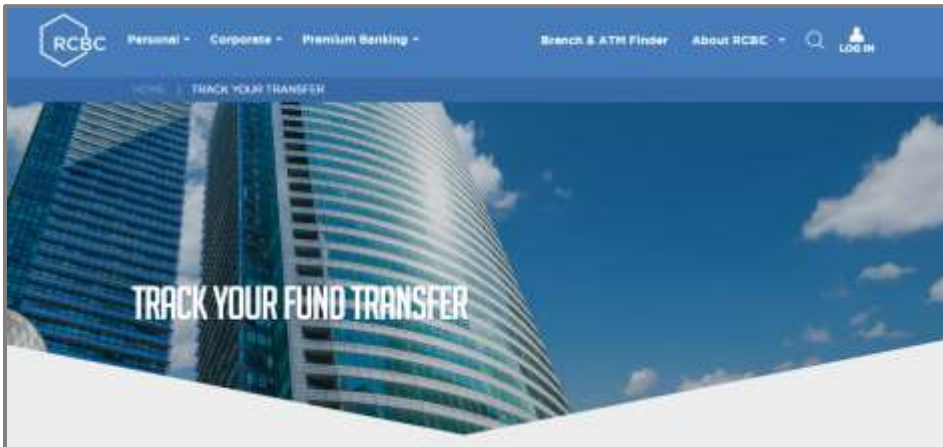 RCBC Personal Corporate Premium Banking Branch & ATM Finder About RCBC LOG IN
HOME | TRACK YOUR TRANSFER
TRACK YOUR FUND TRANSFER